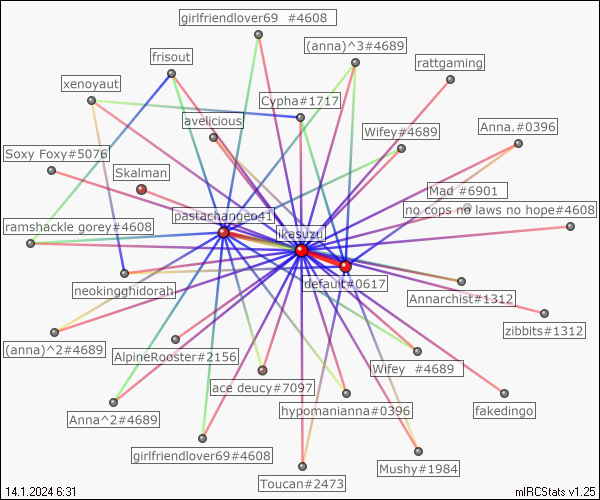 girlfriendlover69 #4608
(anna)^3#4689
frisout
rattgaming
xenoyaut
Cypha#1717
avelicious
Wifey#4689
Anna.#0396
Soxy Foxy#5076
Skalman
Mad #6901
pastachangeo41
no cops no laws no hope#4608
ramshackle gorey#4608
ikasuzu
default#0617
neokingghidorah
Annarchist#1312
zibbits#1312
(anna)^2#4689
AlpineRooster#2156
Wifey #4689
ace deucy#7097
Anna^2#4689
hypomanianna#0396
fakedingo
girlfriendlover69#4608
Mushy#1984
Toucan#2473
14.1.2024 6:31
mIRCStats v1.25